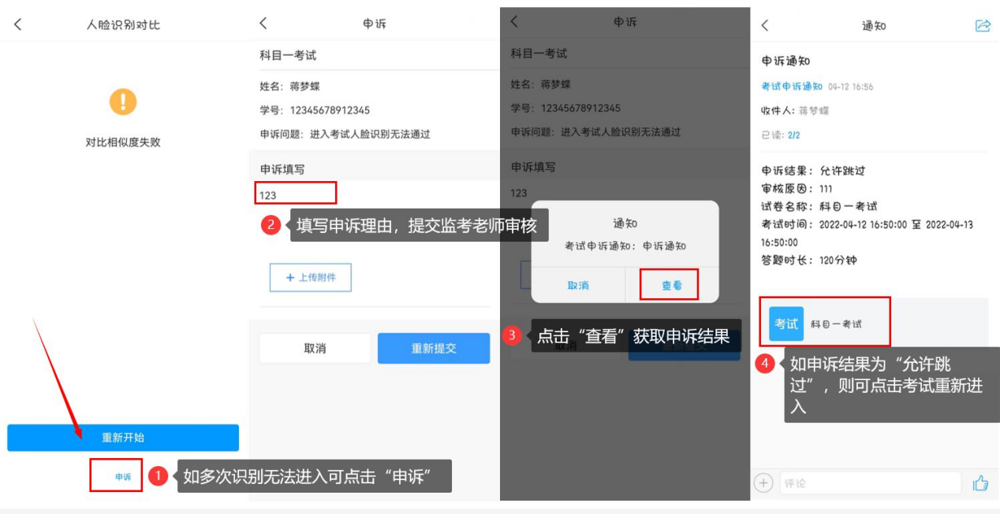 人脸识别对比
对比相似度失败
重新开始
申诉
1 如多次识别无法进入可点击“申诉”
申诉
科目一考试
姓名：蒋梦蝶
学号：12345678912345
申诉问题：进入考试人脸识别无法通过
申诉填写
123
2 填写申诉理由，提交监考老师审核
+ 上传附件
取消
重新提交
申诉
科目一考试
姓名：蒋梦蝶
学号：12345678912345
申诉问题：进入考试人脸识别无法通过
申诉填写
123
通知
考试申诉通知：申诉通知
取消
查看
3 点击“查看”获取申诉结果
取消
通知
申诉通知
考试申诉通知 04-12 16:56
收件人: 蒋梦蝶
已读: 2/2
申诉结果：允许跳过
审核原因：111
试卷名称：科目一考试
考试时间：2022-04-12 16:50:00 至 2022-04-13
16:50:00
答题时长：120分钟
考试 科目一考试
4 如申诉结果为“允许跳
过”，则可点击考试重新进
入
评论